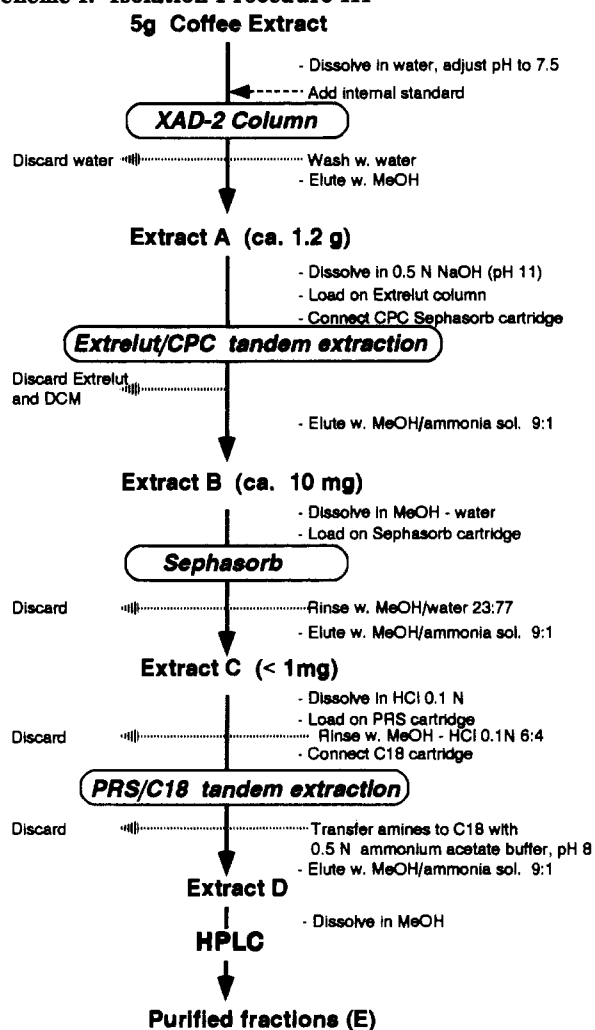 5g Coffee Extract
- Dissolve in water, adjust pH to 7.5
Add internal standard
XAD-2 Column
Discard water
Wash w. water
- Elute w. MeOH
Extract A (ca. 1.2 g)
- Dissolve in 0.5 N NaOH (pH 11)
- Load on Extrelut column
- Connect CPC Sephasorb cartridge
Extrelut/CPC tandem extraction
Discard Extrelut
and DCM
- Elute w. MeOH/ammonia sol. 9:1
Extract B (ca. 10 mg)
- Dissolve in MeOH - water
- Load on Sephasorb cartridge
Sephasorb
Discard
Rinse w. MeOH/water 23:77
- Elute w. MeOH/ammonia sol. 9:1
Extract C (< 1mg)
- Dissolve in HCl 0.1 N
- Load on PRS cartridge
Discard
Rinse w. MeOH - HCl 0.1N 6:4
- Connect C18 cartridge
PRS/C18 tandem extraction
Discard
Transfer amines to C18 with
0.5 N ammonium acetate buffer, pH 8
- Elute w. MeOH/ammonia sol. 9:1
Extract D
- Dissolve in MeOH
HPLC
Purified fractions (E)